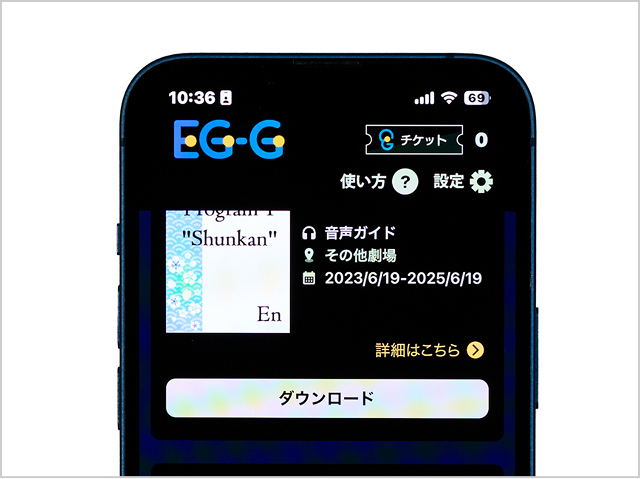 10:36
69
EG-G
チケット 0
使い方 ? 設定
Program 1
"Shunkan"
En
音声ガイド
その他劇場
2023/6/19-2025/6/19
詳細はこちら
ダウンロード